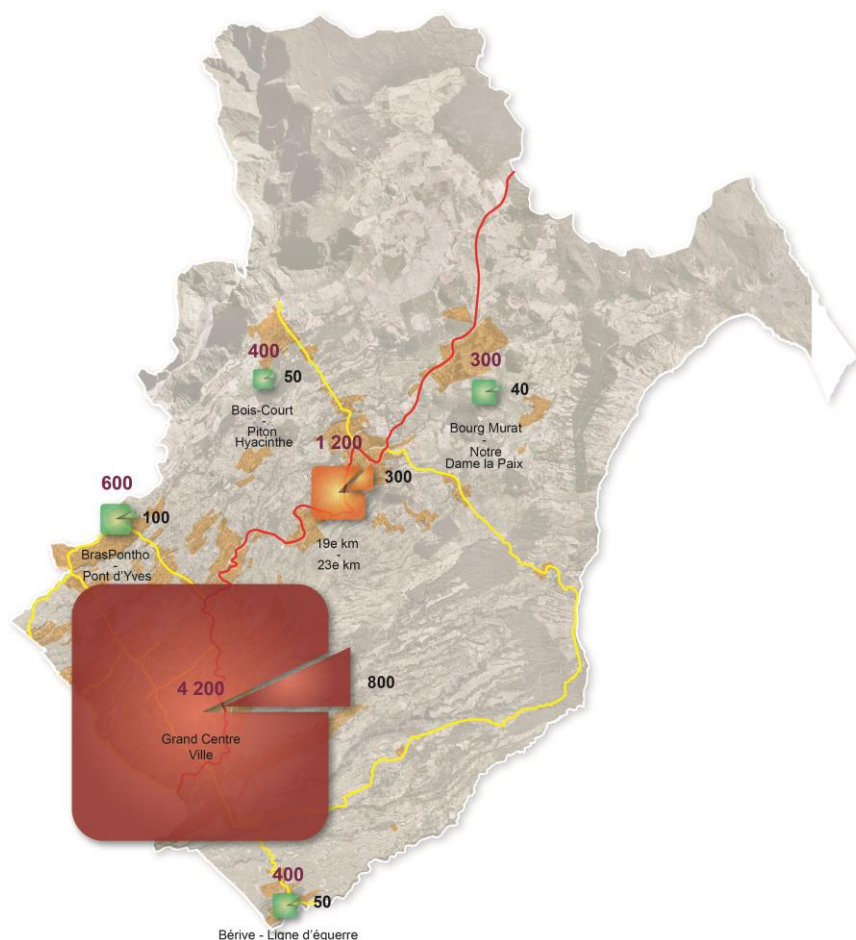 400
50
Bois-Court
-
Piton
Hyacinthe
300
40
Bourg Murat
-
Notre
Dame la Paix
1 200
300
19e km
-
23e km
600
100
BrasPontho
-
Pont d'Yves
4 200
800
Grand Centre
Ville
400
50
Bérive - Ligne d'équerre